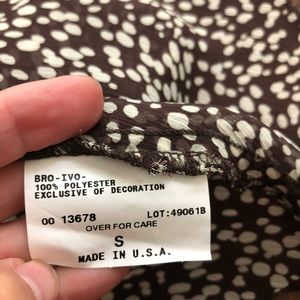 BRO-IVO-
100% POLYESTER
EXCLUSIVE OF DECORATION
00 13678 LOT:49061B
OVER FOR CARE
S
MADE IN U.S.A.